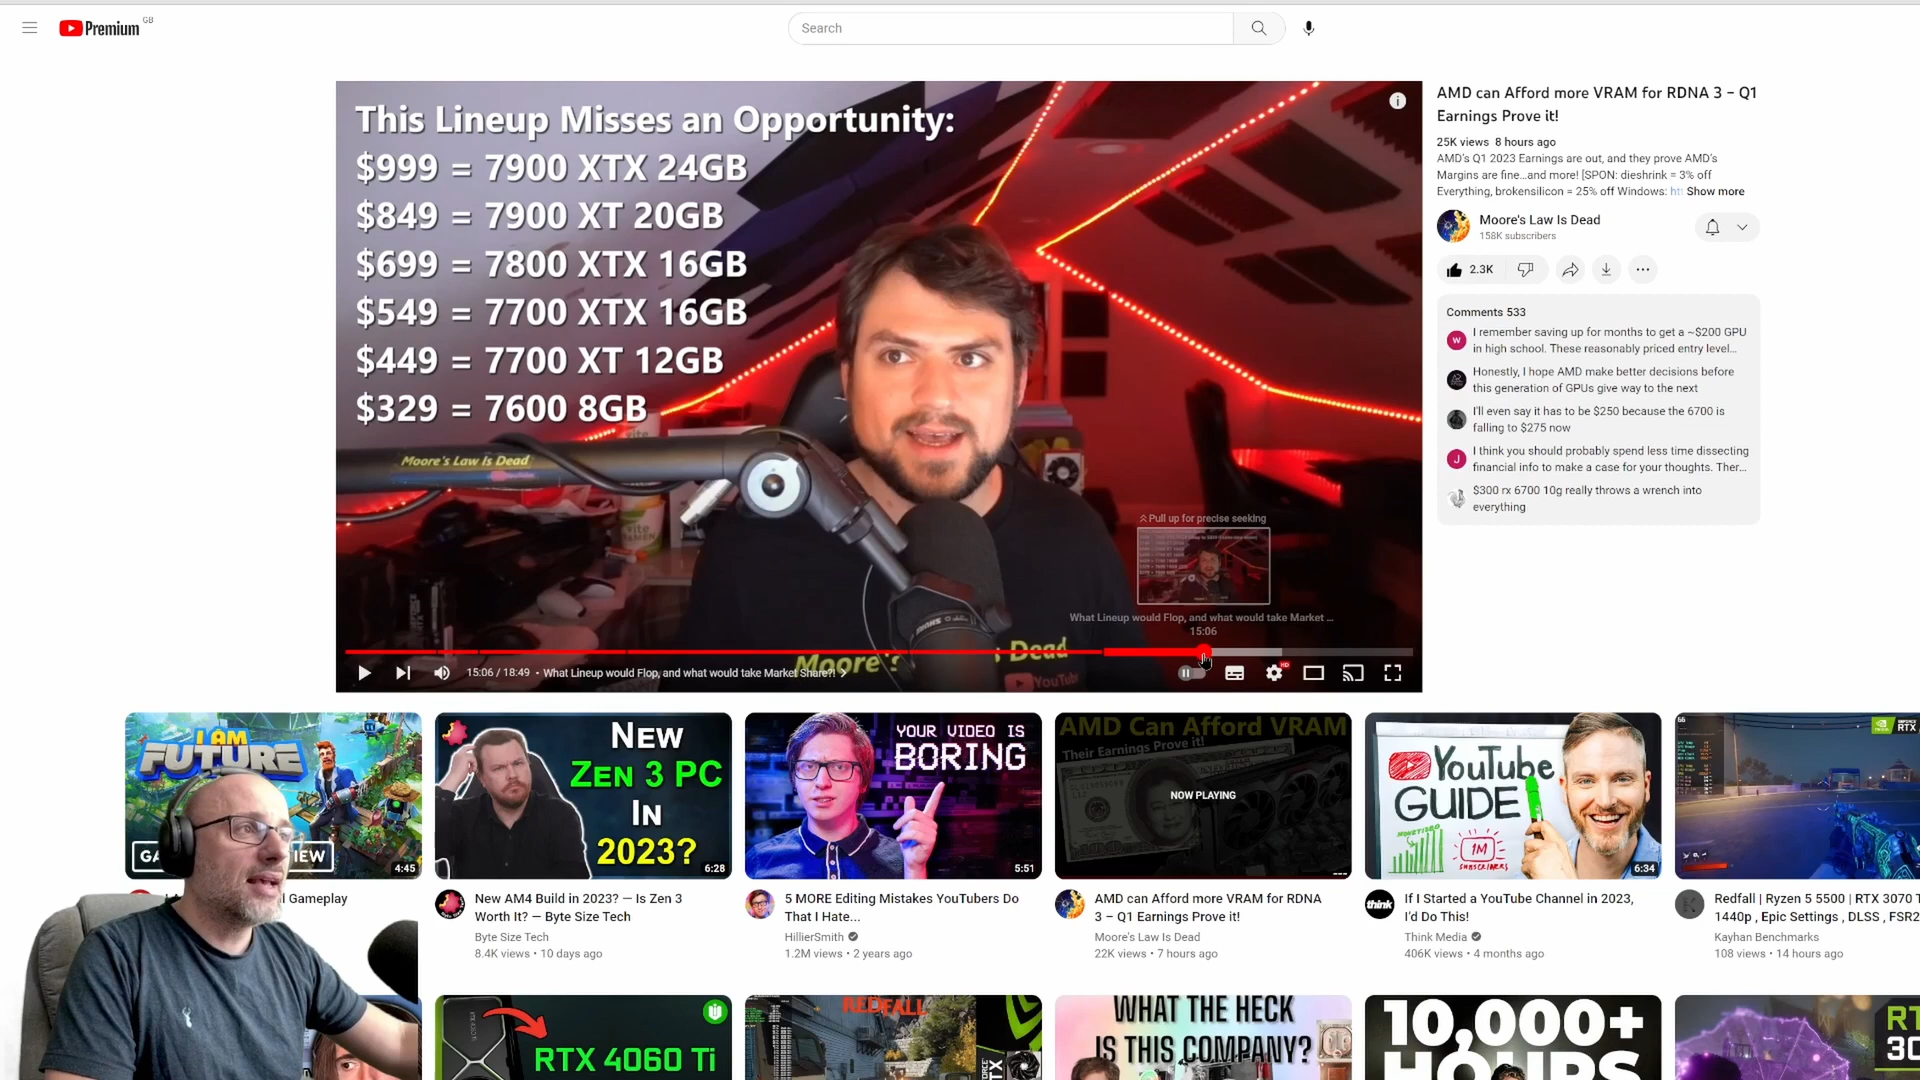 Premium
GB
Search
This Lineup Misses an Opportunity:
$999 = 7900 XTX 24GB
$849 = 7900 XT 20GB
$699 = 7800 XTX 16GB
$549 = 7700 XTX 16GB
$449 = 7700 XT 12GB
$329 = 7600 8GB
Moore's Law is Dead
Pull up for precise seeking
What Lineup would Flop, and what would take Market ...
15:06
15:06 / 18:49 • What Lineup would Flop, and what would take Market Share?!
HD
AMD can Afford more VRAM for RDNA 3 – Q1
Earnings Prove it!
25K views 8 hours ago
AMD's Q1 2023 Earnings are out, and they prove AMD's
Margins are fine...and more! [SPON: dieshrink = 3% off
Everything, brokensilicon = 25% off Windows: ht Show more
Moore's Law Is Dead
158K subscribers
2.3K
Comments 533
W
I remember saving up for months to get a ~$200 GPU
in high school. These reasonably priced entry level...
Honestly, I hope AMD make better decisions before
this generation of GPUs give way to the next
I'll even say it has to be $250 because the 6700 is
falling to $275 now
J
I think you should probably spend less time dissecting
financial info to make a case for your thoughts. Ther...
$300 rx 6700 10g really throws a wrench into
everything
I AM
FUTURE
GA
IEW
4:45
l Gameplay
NEW
ZEN 3 PC
IN
2023?
6:28
New AM4 Build in 2023? — Is Zen 3
Worth It? — Byte Size Tech
Byte Size Tech
8.4K views • 10 days ago
YOUR VIDEO IS
BORING
5:51
5 MORE Editing Mistakes YouTubers Do
That I Hate...
HillierSmith
1.2M views • 2 years ago
AMD Can Afford VRAM
Their Earnings Prove it!
NOW PLAYING
AMD can Afford more VRAM for RDNA
3 – Q1 Earnings Prove it!
Moore's Law Is Dead
22K views • 7 hours ago
YouTube
GUIDE
MONETIZED
1M
SUBSCRIBERS
6:34
think
If I Started a YouTube Channel in 2023,
I'd Do This!
Think Media
406K views • 4 months ago
RTX
K
Redfall | Ryzen 5 5500 | RTX 3070 T
1440p , Epic Settings , DLSS , FSR2
Kayhan Benchmarks
108 views • 14 hours ago
RTX 4060 Ti
REDFALL
WHAT THE HECK
IS THIS COMPANY?
10,000+
HOURS
RT
30